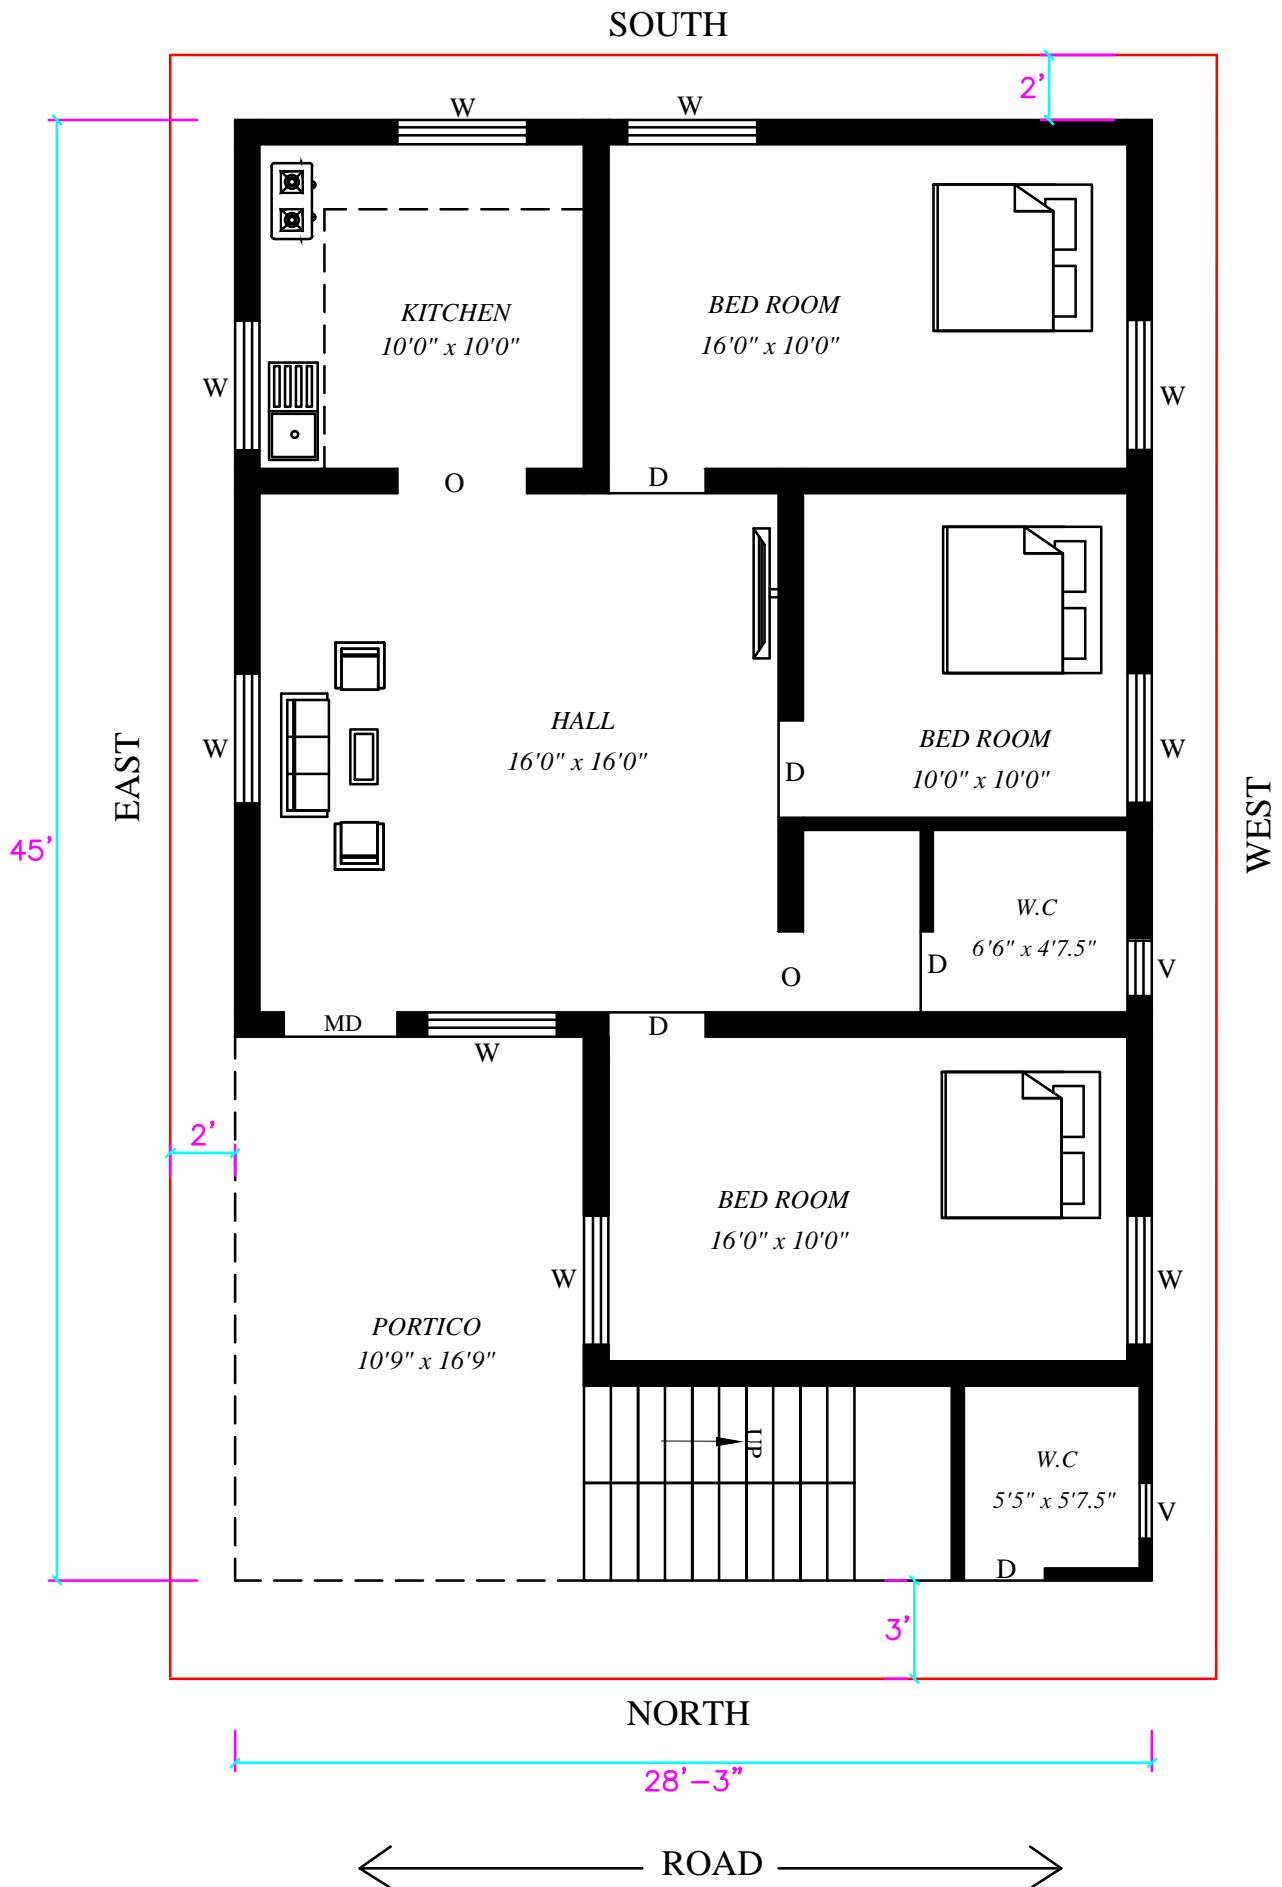 SOUTH
2'
W
W
KITCHEN
10'0" x 10'0"
BED ROOM
16'0" x 10'0"
W
W
O
D
HALL
16'0" x 16'0"
BED ROOM
10'0" x 10'0"
W
W
D
EAST
WEST
45'
W.C
6'6" x 4'7.5"
D
V
O
MD
W
D
2'
BED ROOM
16'0" x 10'0"
W
W
PORTICO
10'9" x 16'9"
UP
W.C
5'5" x 5'7.5"
V
D
3'
NORTH
28'-3"
ROAD